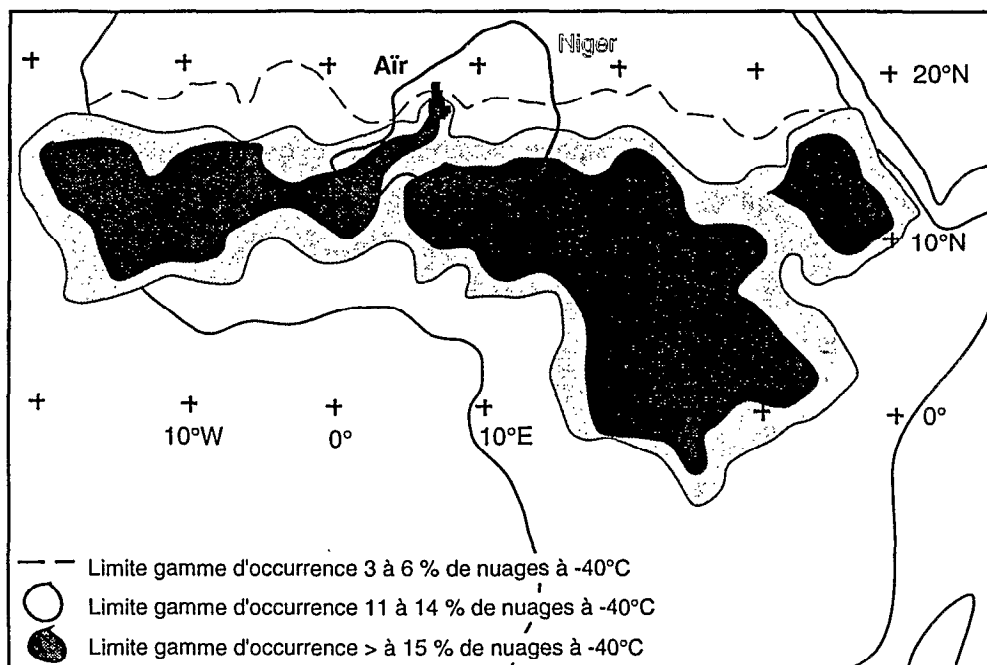 Niger
Aïr
20°N
10°N
10°W
0°
10°E
0°
Limite gamme d'occurrence 3 à 6 % de nuages à -40°C
Limite gamme d'occurrence 11 à 14 % de nuages à -40°C
Limite gamme d'occurrence > à 15 % de nuages à -40°C